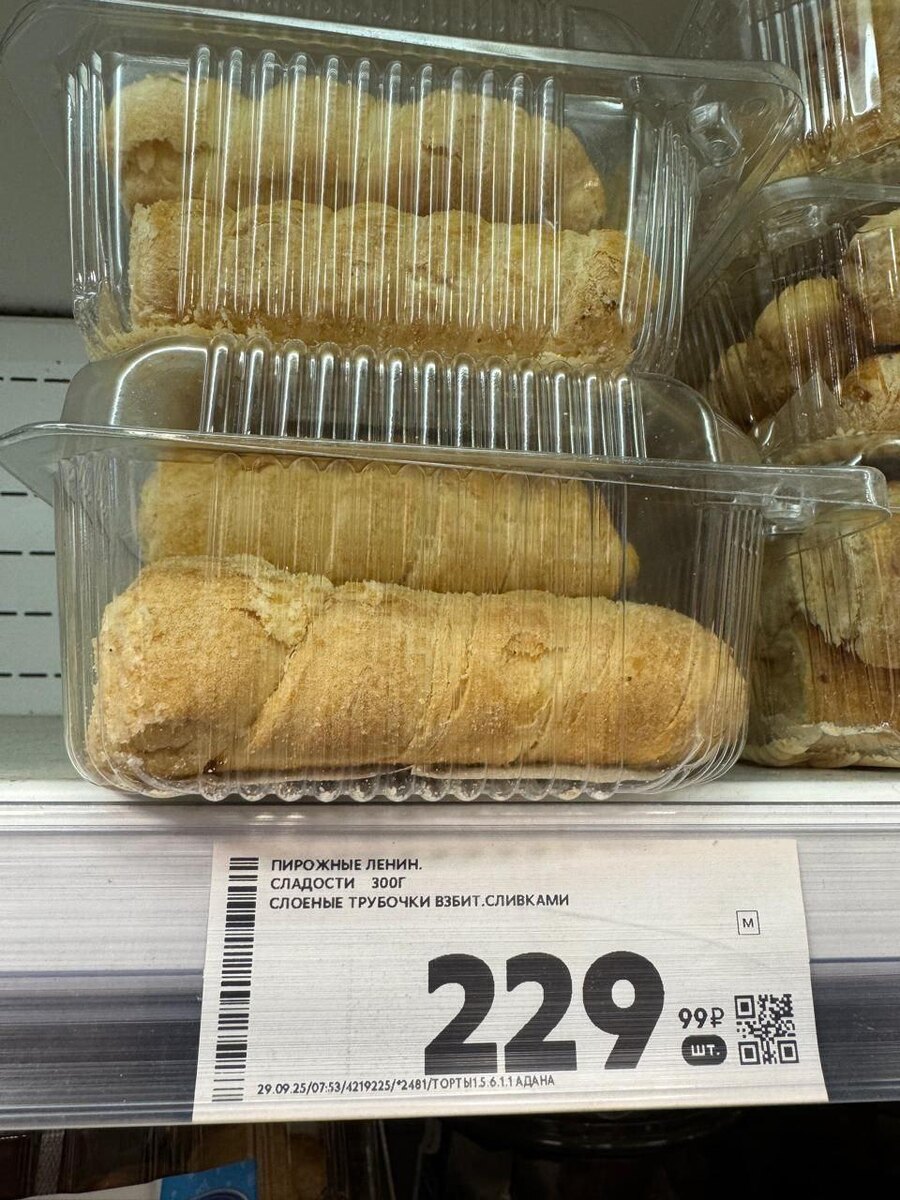 ПИРОЖНЫЕ ЛЕНИН.
СЛАДОСТИ 300Г
СЛОЕНЫЕ ТРУБОЧКИ ВЗБИТ.СЛИВКАМИ
М
229 99₽
шт.
29.09.25/07:53/4219225/*2481/ТОРТЫ1.5.6.1.1 АДАНА